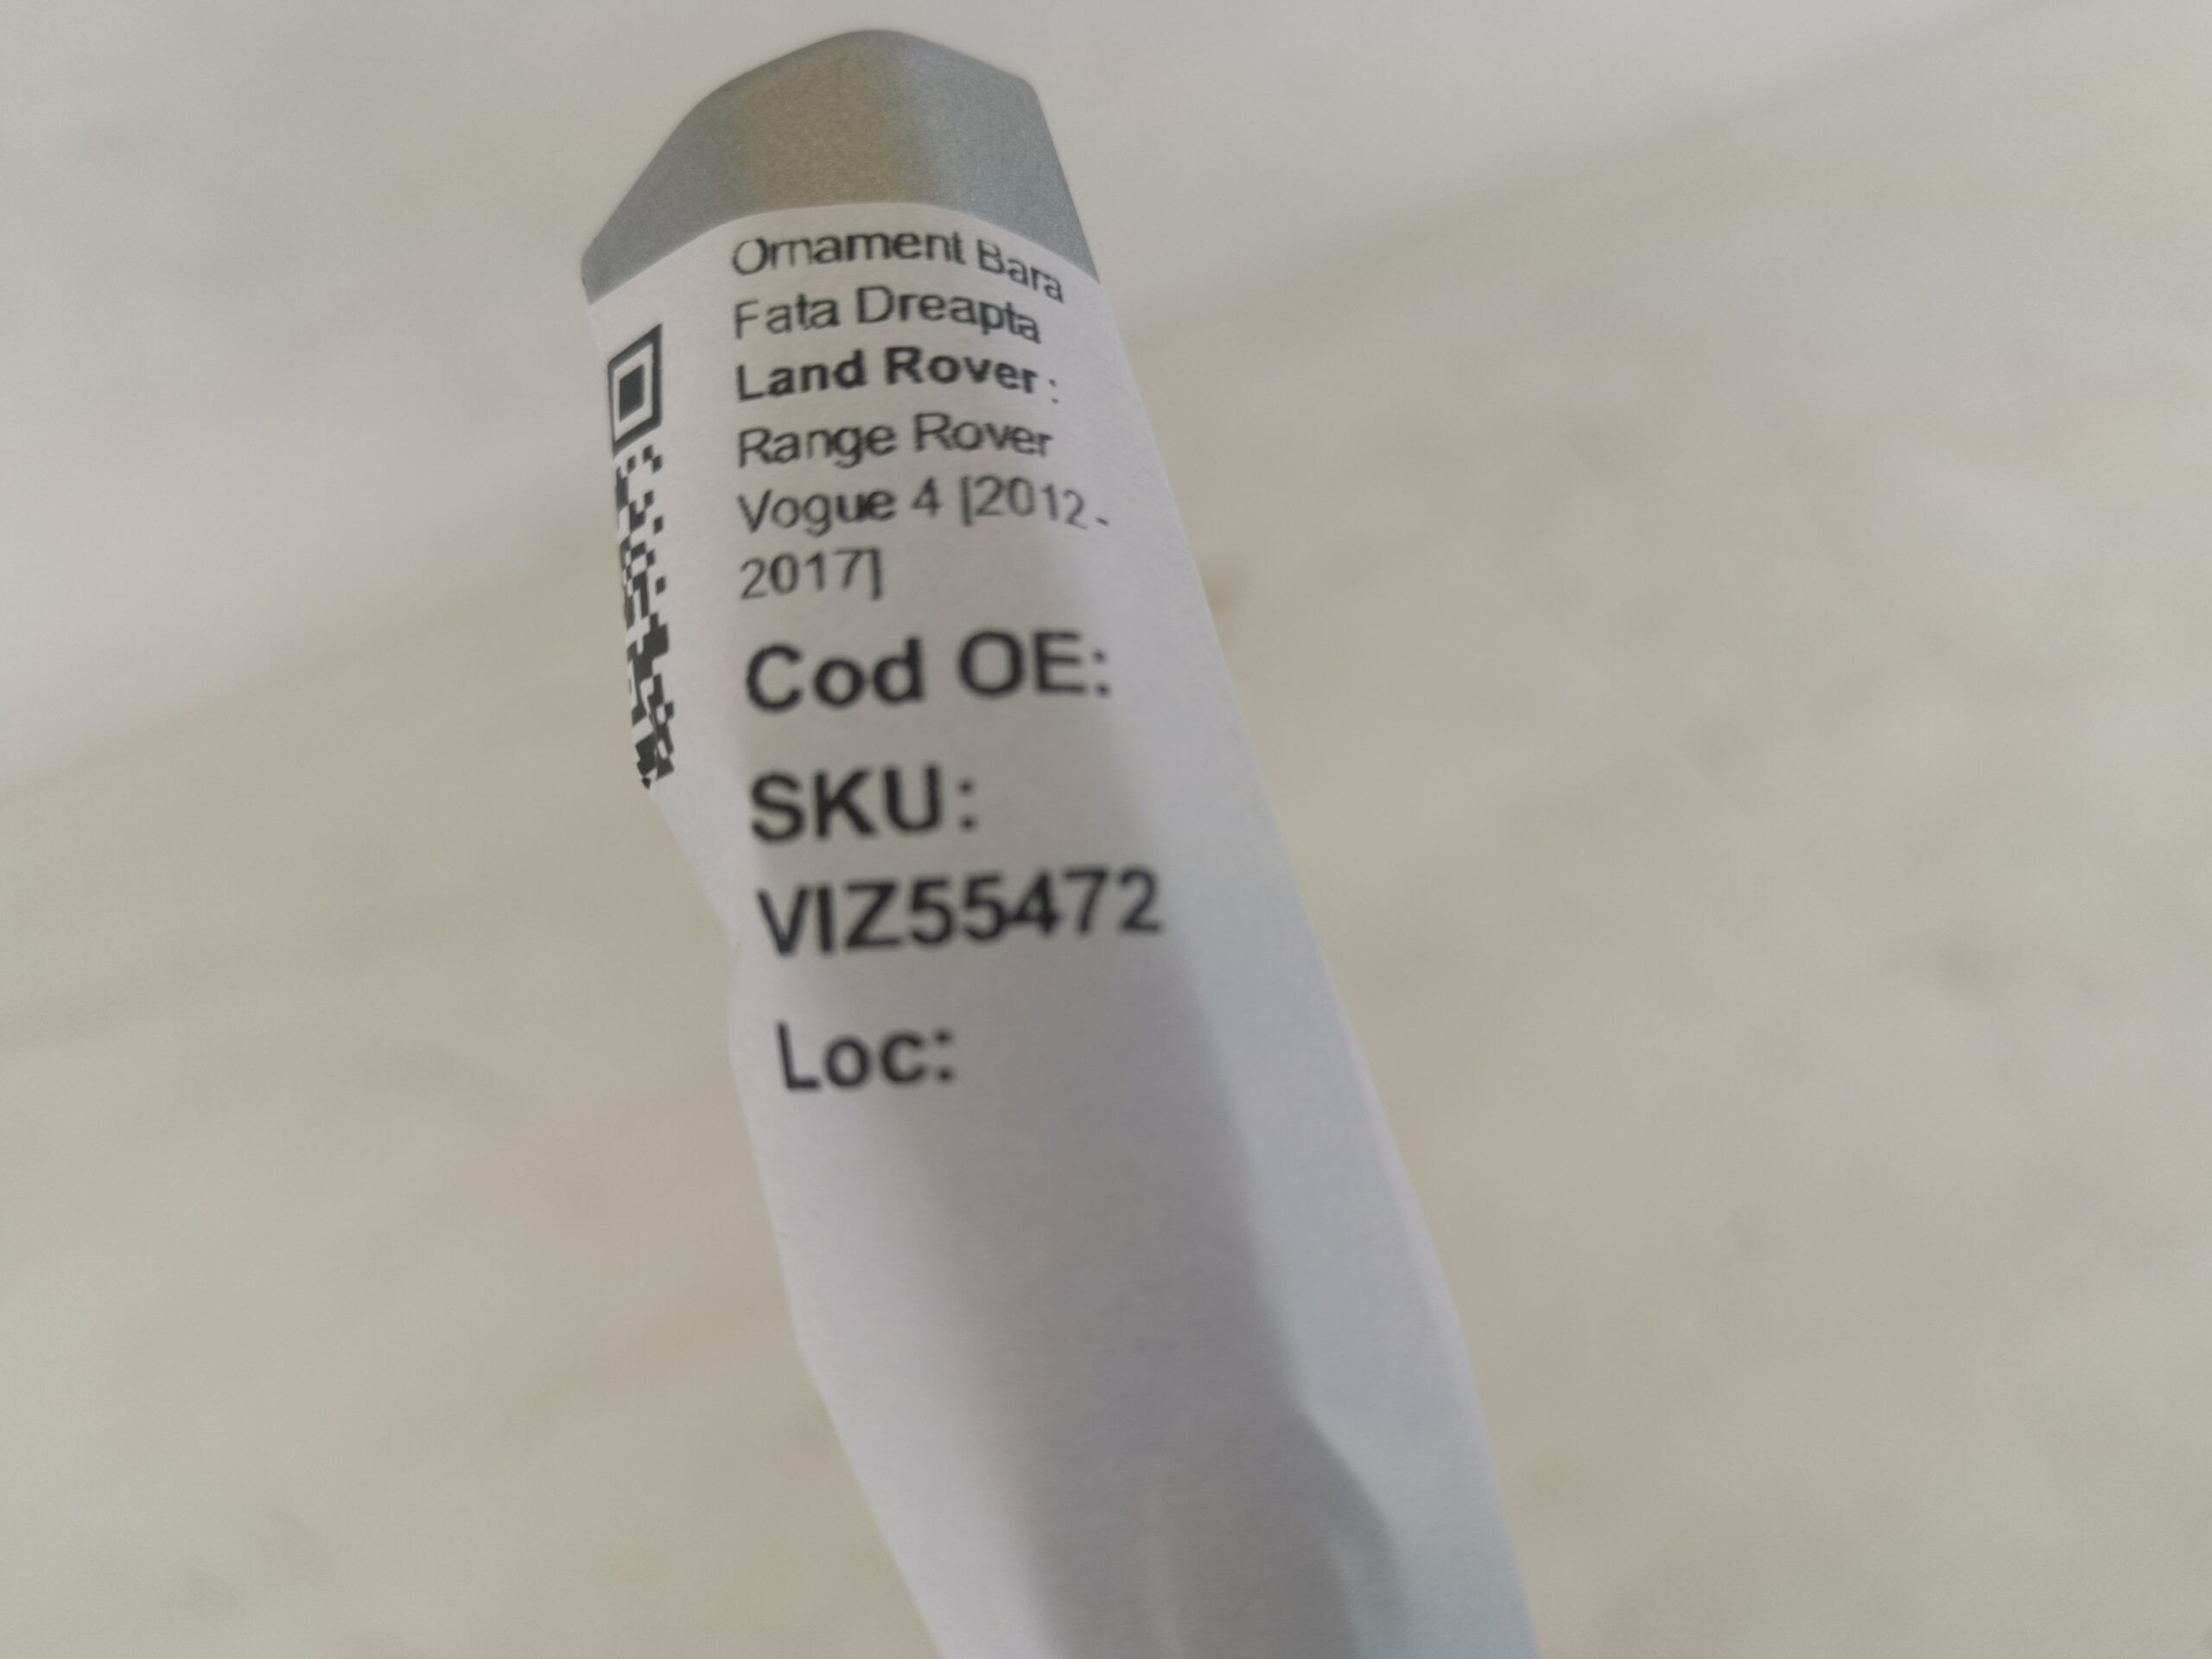 Ornament Bara
Fata Dreapta
Land Rover:
Range Rover
Vogue 4 [2012-
2017]
Cod OE:
SKU:
VIZ55472
Loc: